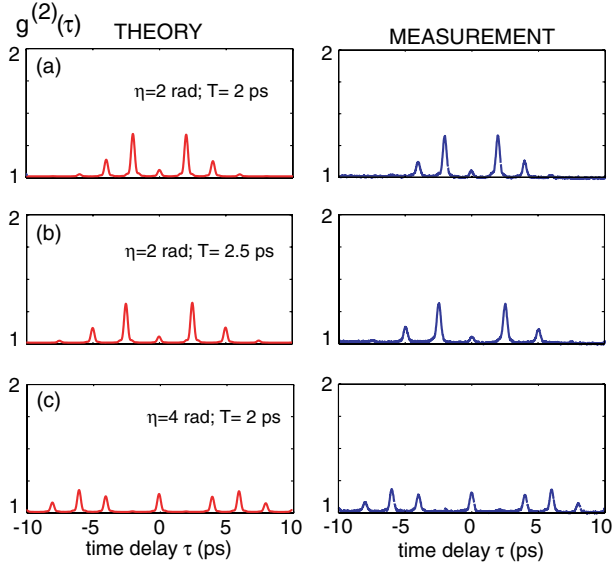 g(2)(τ)
THEORY
MEASUREMENT
2
(a)
η=2 rad; T= 2 ps
1
2
1
2
(b)
η=2 rad; T= 2.5 ps
1
2
1
2
(c)
η=4 rad; T= 2 ps
1
-10 -5 0 5 10
time delay τ (ps)
2
1
-10 -5 0 5 10
time delay τ (ps)